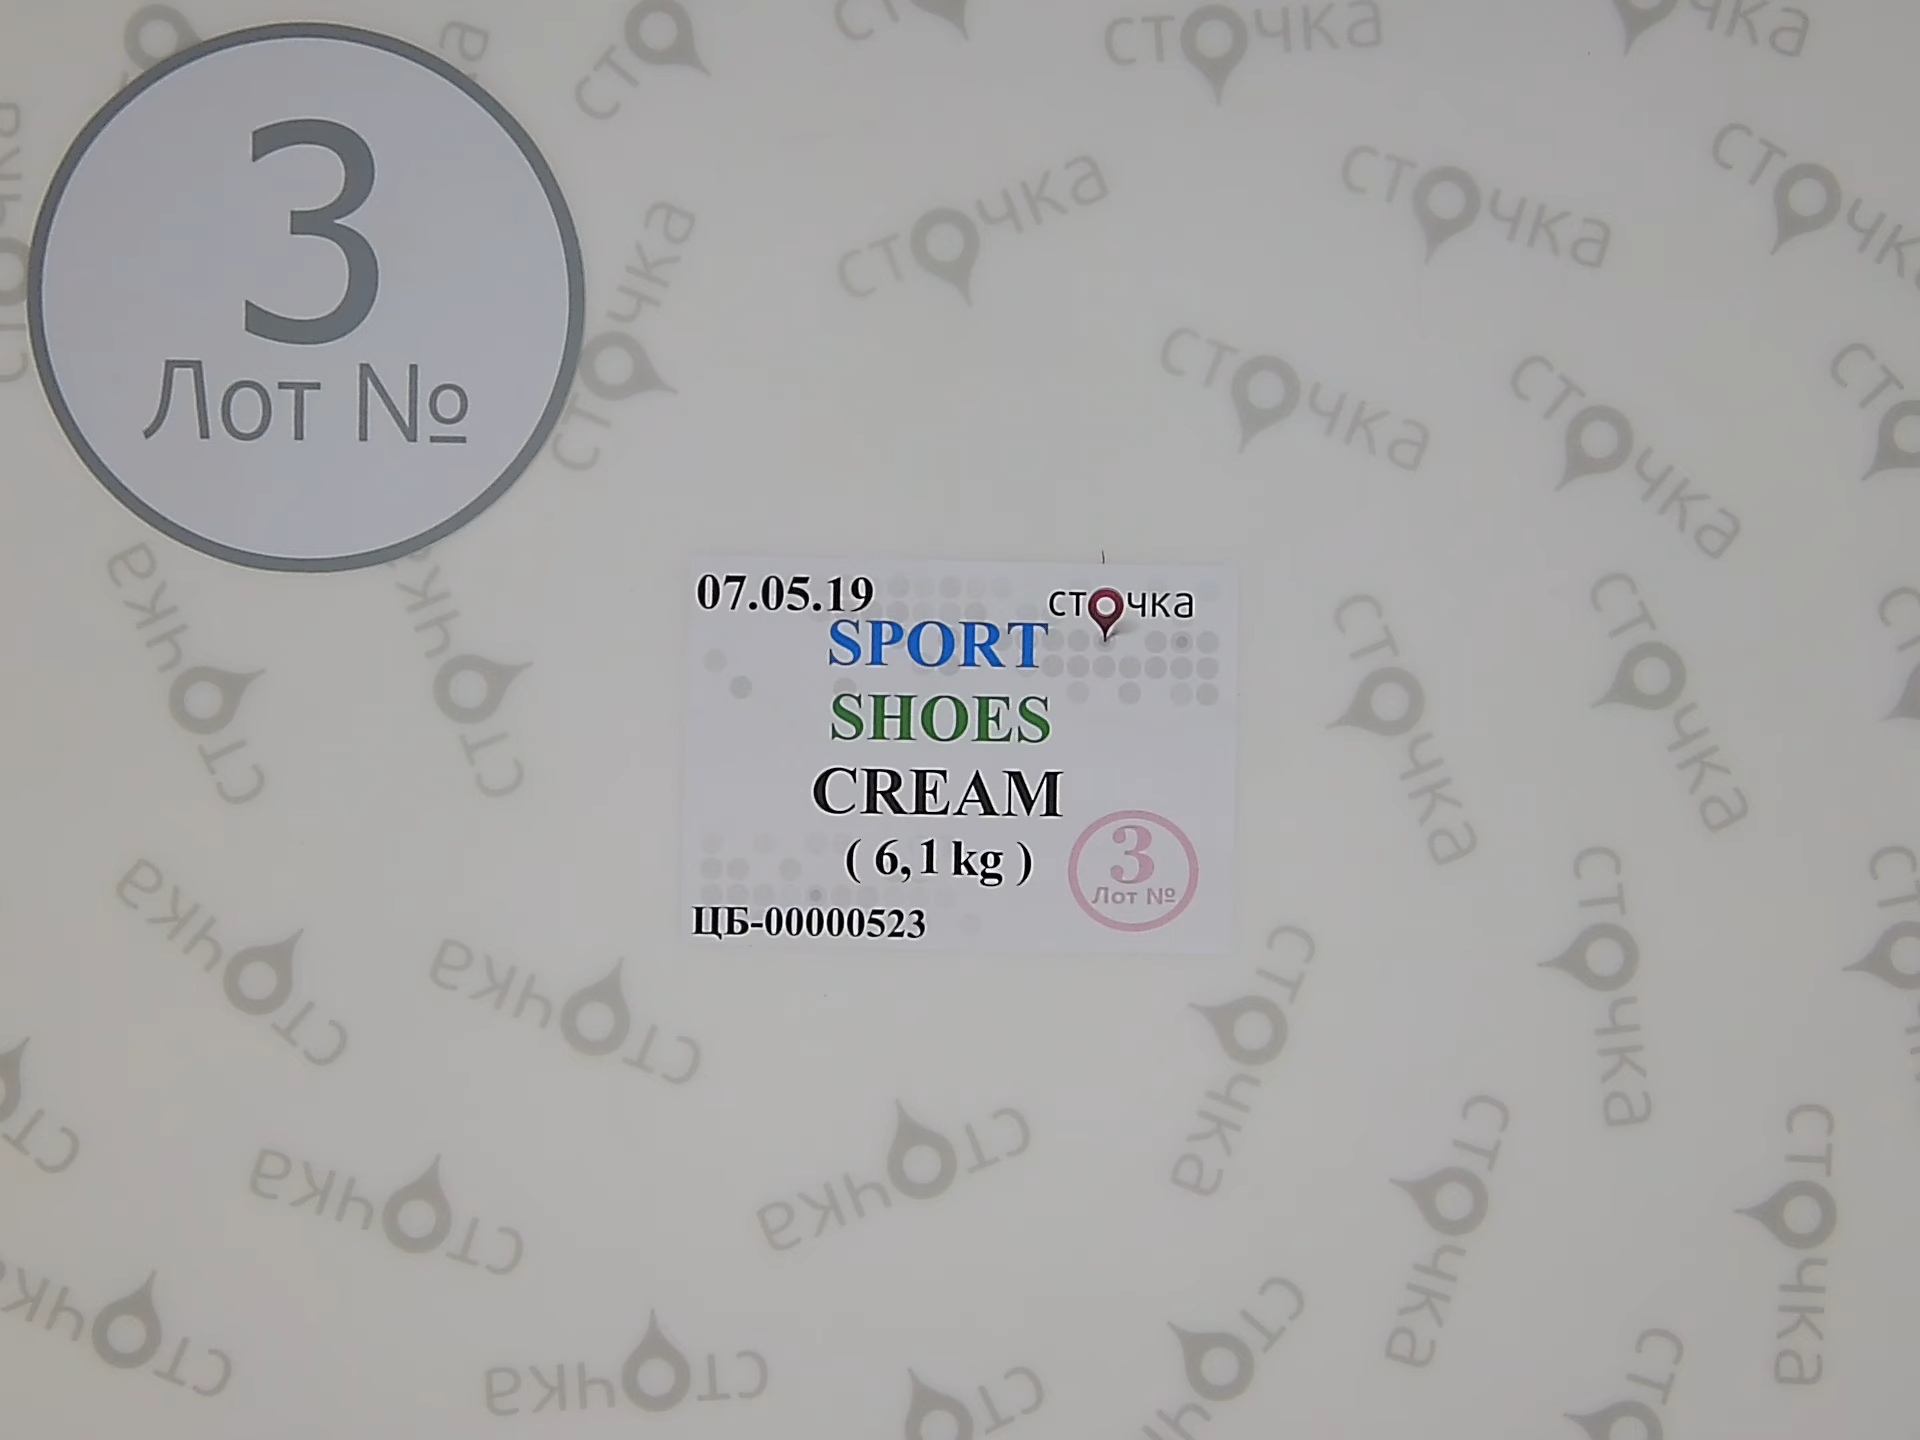 3
Лот №
07.05.19
сточка
SPORT
SHOES
CREAM
( 6,1 kg )
3
Лот №
ЦБ-00000523